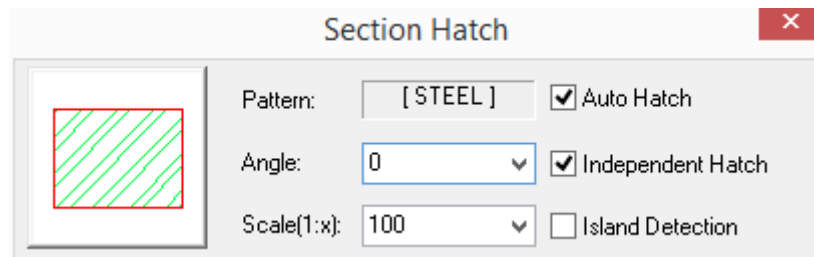 Section Hatch
Pattern: [STEEL] Auto Hatch
Angle: 0 Independent Hatch
Scale(1:x): 100 Island Detection